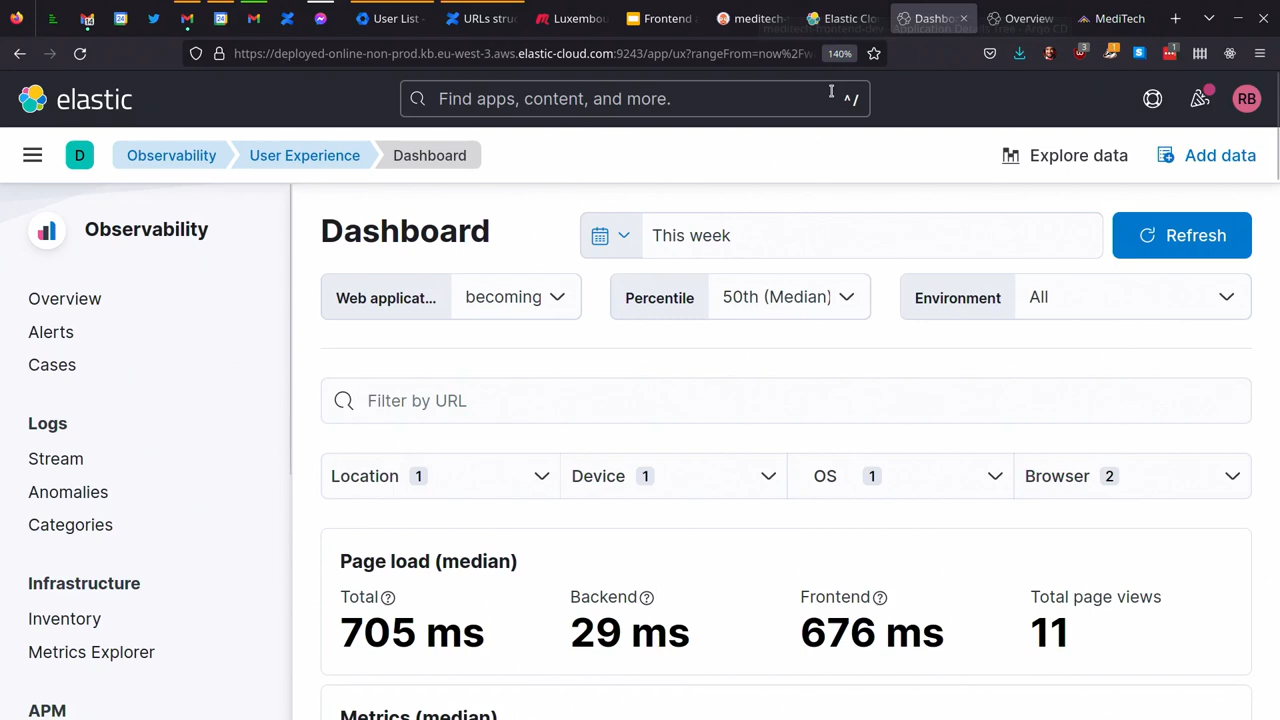 User List -
URLs struc
Luxembou
Frontend
meditech-
Elastic Clo
Dashbo
Overview
MediTech
https://deployed-online-non-prod.kb.eu-west-3.aws.elastic-cloud.com:9243/app/ux?rangeFrom=now%2Fw
140%
3
1
elastic
Find apps, content, and more.
^/
RB
D
Observability
User Experience
Dashboard
Explore data
Add data
Observability
Dashboard
This week
Refresh
Web applicat...
becoming
Percentile
50th (Median)
Environment
All
Overview
Alerts
Cases
Filter by URL
Logs
Stream
Anomalies
Categories
Location 1
Device 1
OS 1
Browser 2
Page load (median)
Total
Backend
Frontend
Total page views
705 ms
29 ms
676 ms
11
Infrastructure
Inventory
Metrics Explorer
APM
Metrics (median)